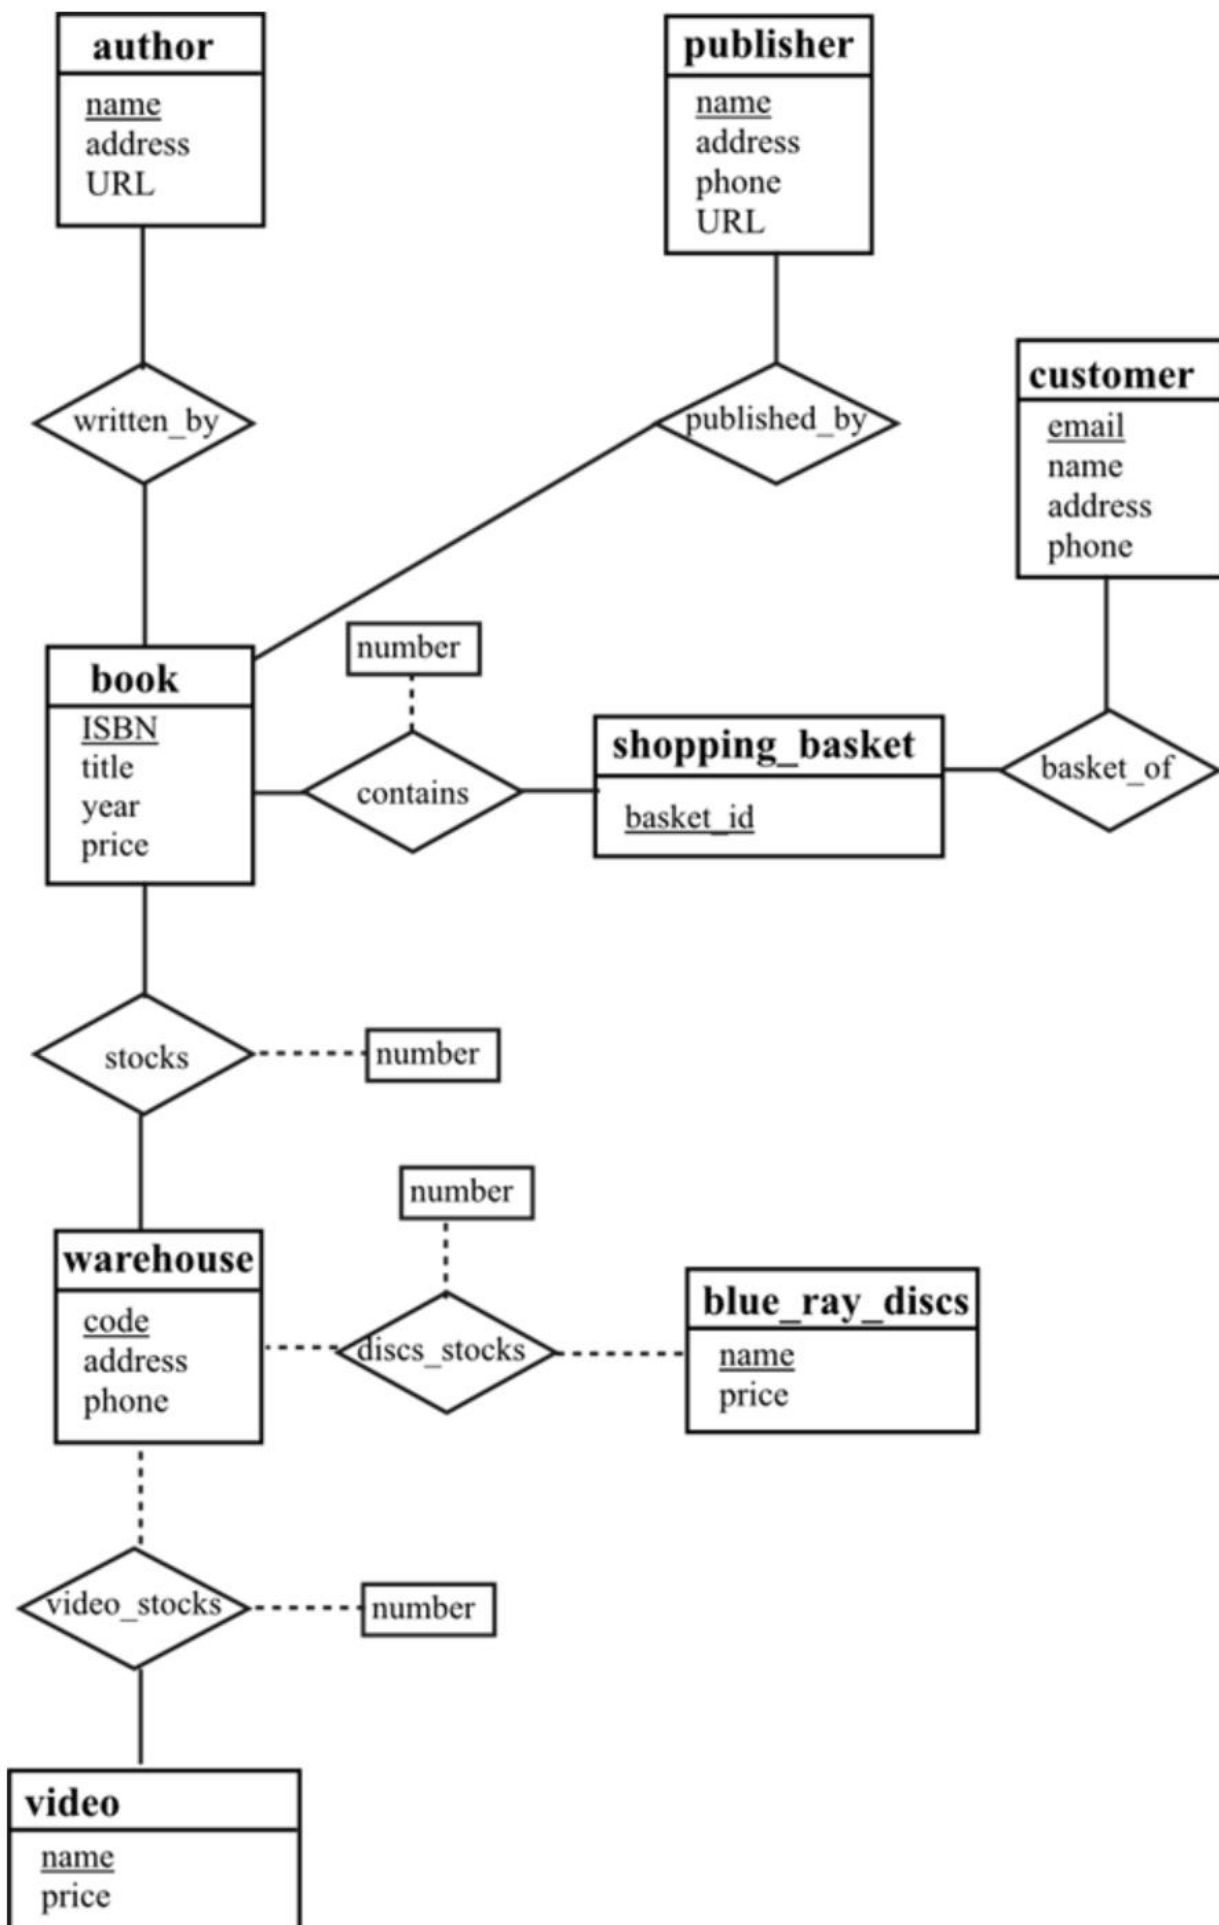 author
name
address
URL
publisher
name
address
phone
URL
customer
email
name
address
phone
written_by
published_by
book
ISBN
title
year
price
number
contains
shopping_basket
basket_id
basket_of
stocks
number
number
warehouse
code
address
phone
discs_stocks
blue_ray_discs
name
price
video_stocks
number
video
name
price